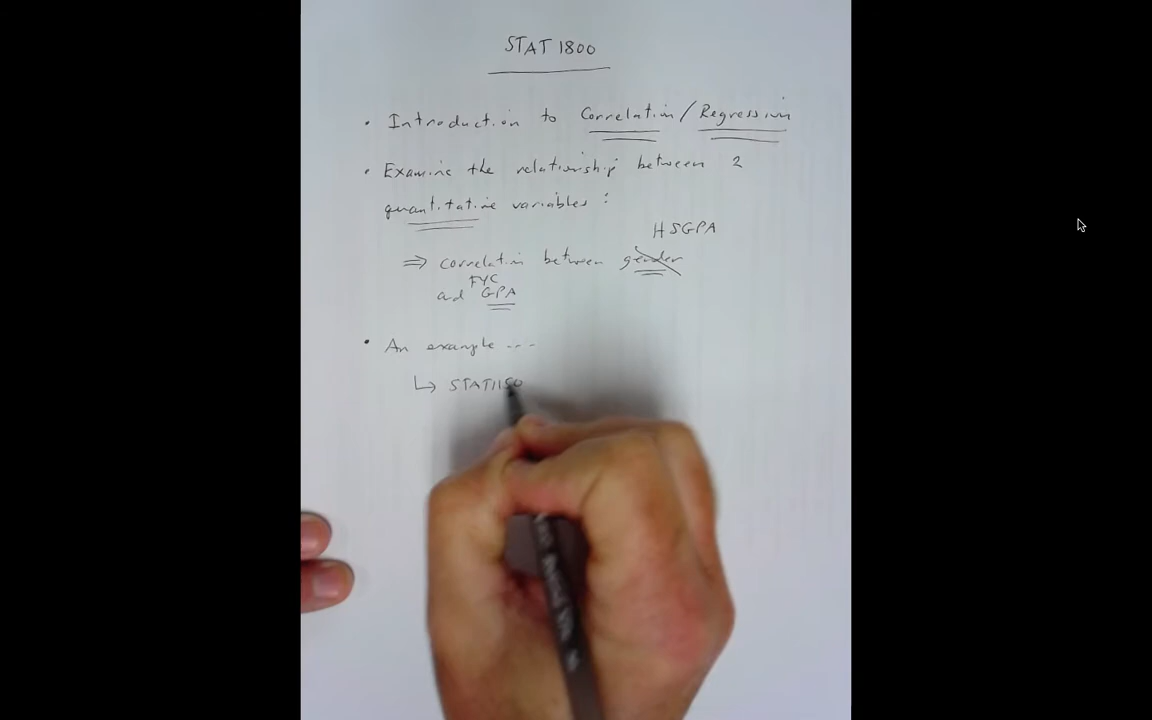 STAT 1800
• Introduction to Correlation/Regression
• Examine the relationship between 2
quantitative variables:
HSGPA
⇒ correlation between gender
FYC
and GPA
• An example ---
↳ STAT1150